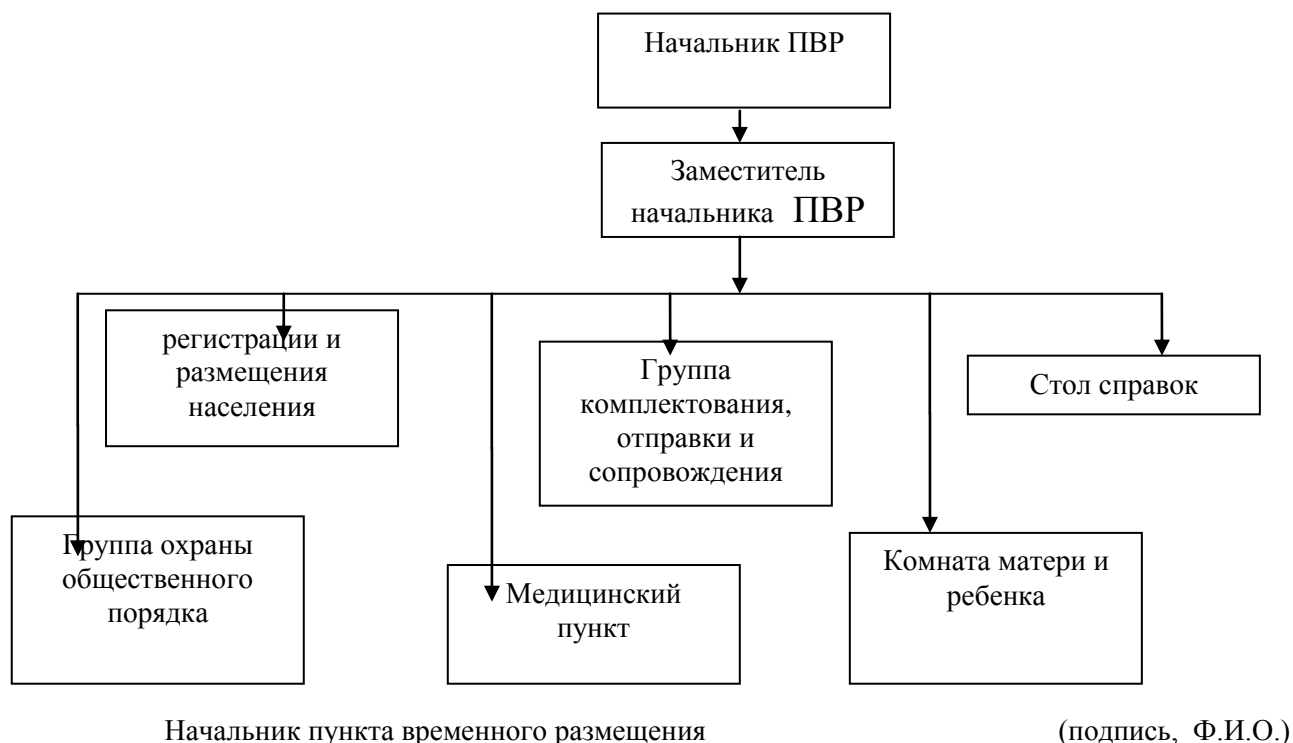 Начальник ПВР
Заместитель
начальника ПВР
регистрации и
размещения
населения
Группа
комплектования,
отправки и
сопровождения
Стол справок
Группа охраны
общественного
порядка
Медицинский
пункт
Комната матери и
ребенка
Начальник пункта временного размещения (подпись, Ф.И.О.)